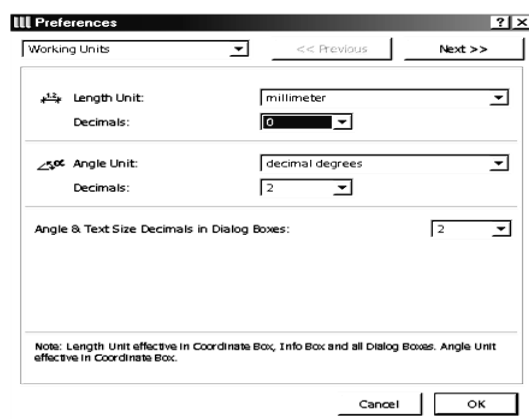 Preferences
Working Units
<< Previous
Next >>
1.2
Length Unit:
millimeter
Decimals:
0
α Angle Unit:
decimal degrees
Decimals:
2
Angle & Text Size Decimals in Dialog Boxes:
2
Note: Length Unit effective in Coordinate Box, Info Box and all Dialog Boxes. Angle Unit
effective in Coordinate Box.
Cancel
OK